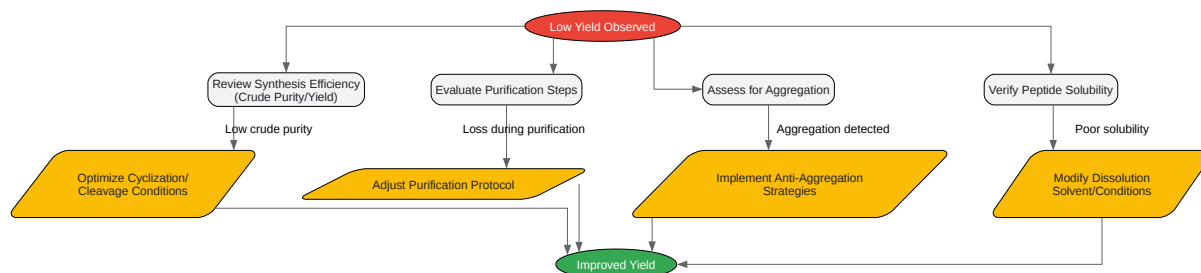 Low Yield Observed
Review Synthesis Efficiency
(Crude Purity/Yield)
Evaluate Purification Steps
Assess for Aggregation
Verify Peptide Solubility
Low crude purity
Loss during purification
Aggregation detected
Poor solubility
Optimize Cyclization/
Cleavage Conditions
Adjust Purification Protocol
Implement Anti-Aggregation
Strategies
Modify Dissolution
Solvent/Conditions
Improved Yield